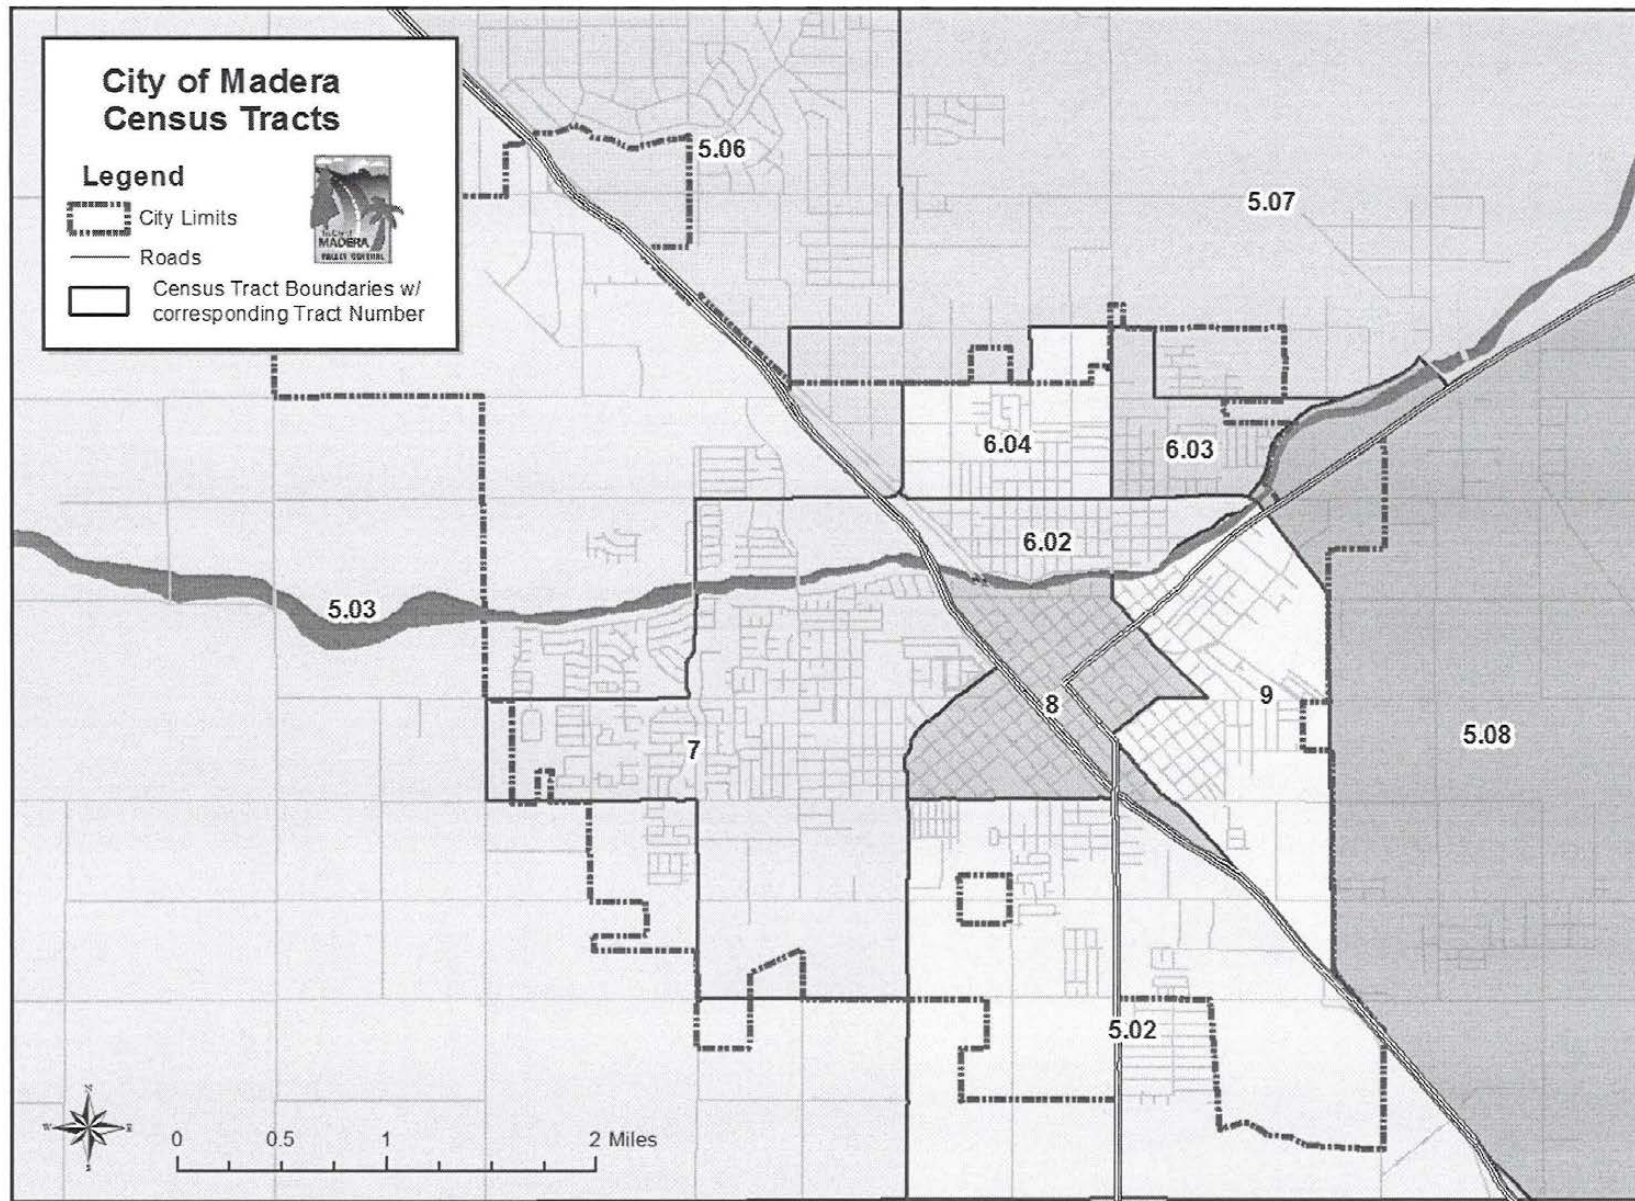 City of Madera
Census Tracts
Legend
City Limits
MADERA
Roads
Census Tract Boundaries w/
corresponding Tract Number
5.06
5.07
6.04
6.03
6.02
5.03
8
9
7
5.08
5.02
N
W
E
S
0 0.5 1 2 Miles